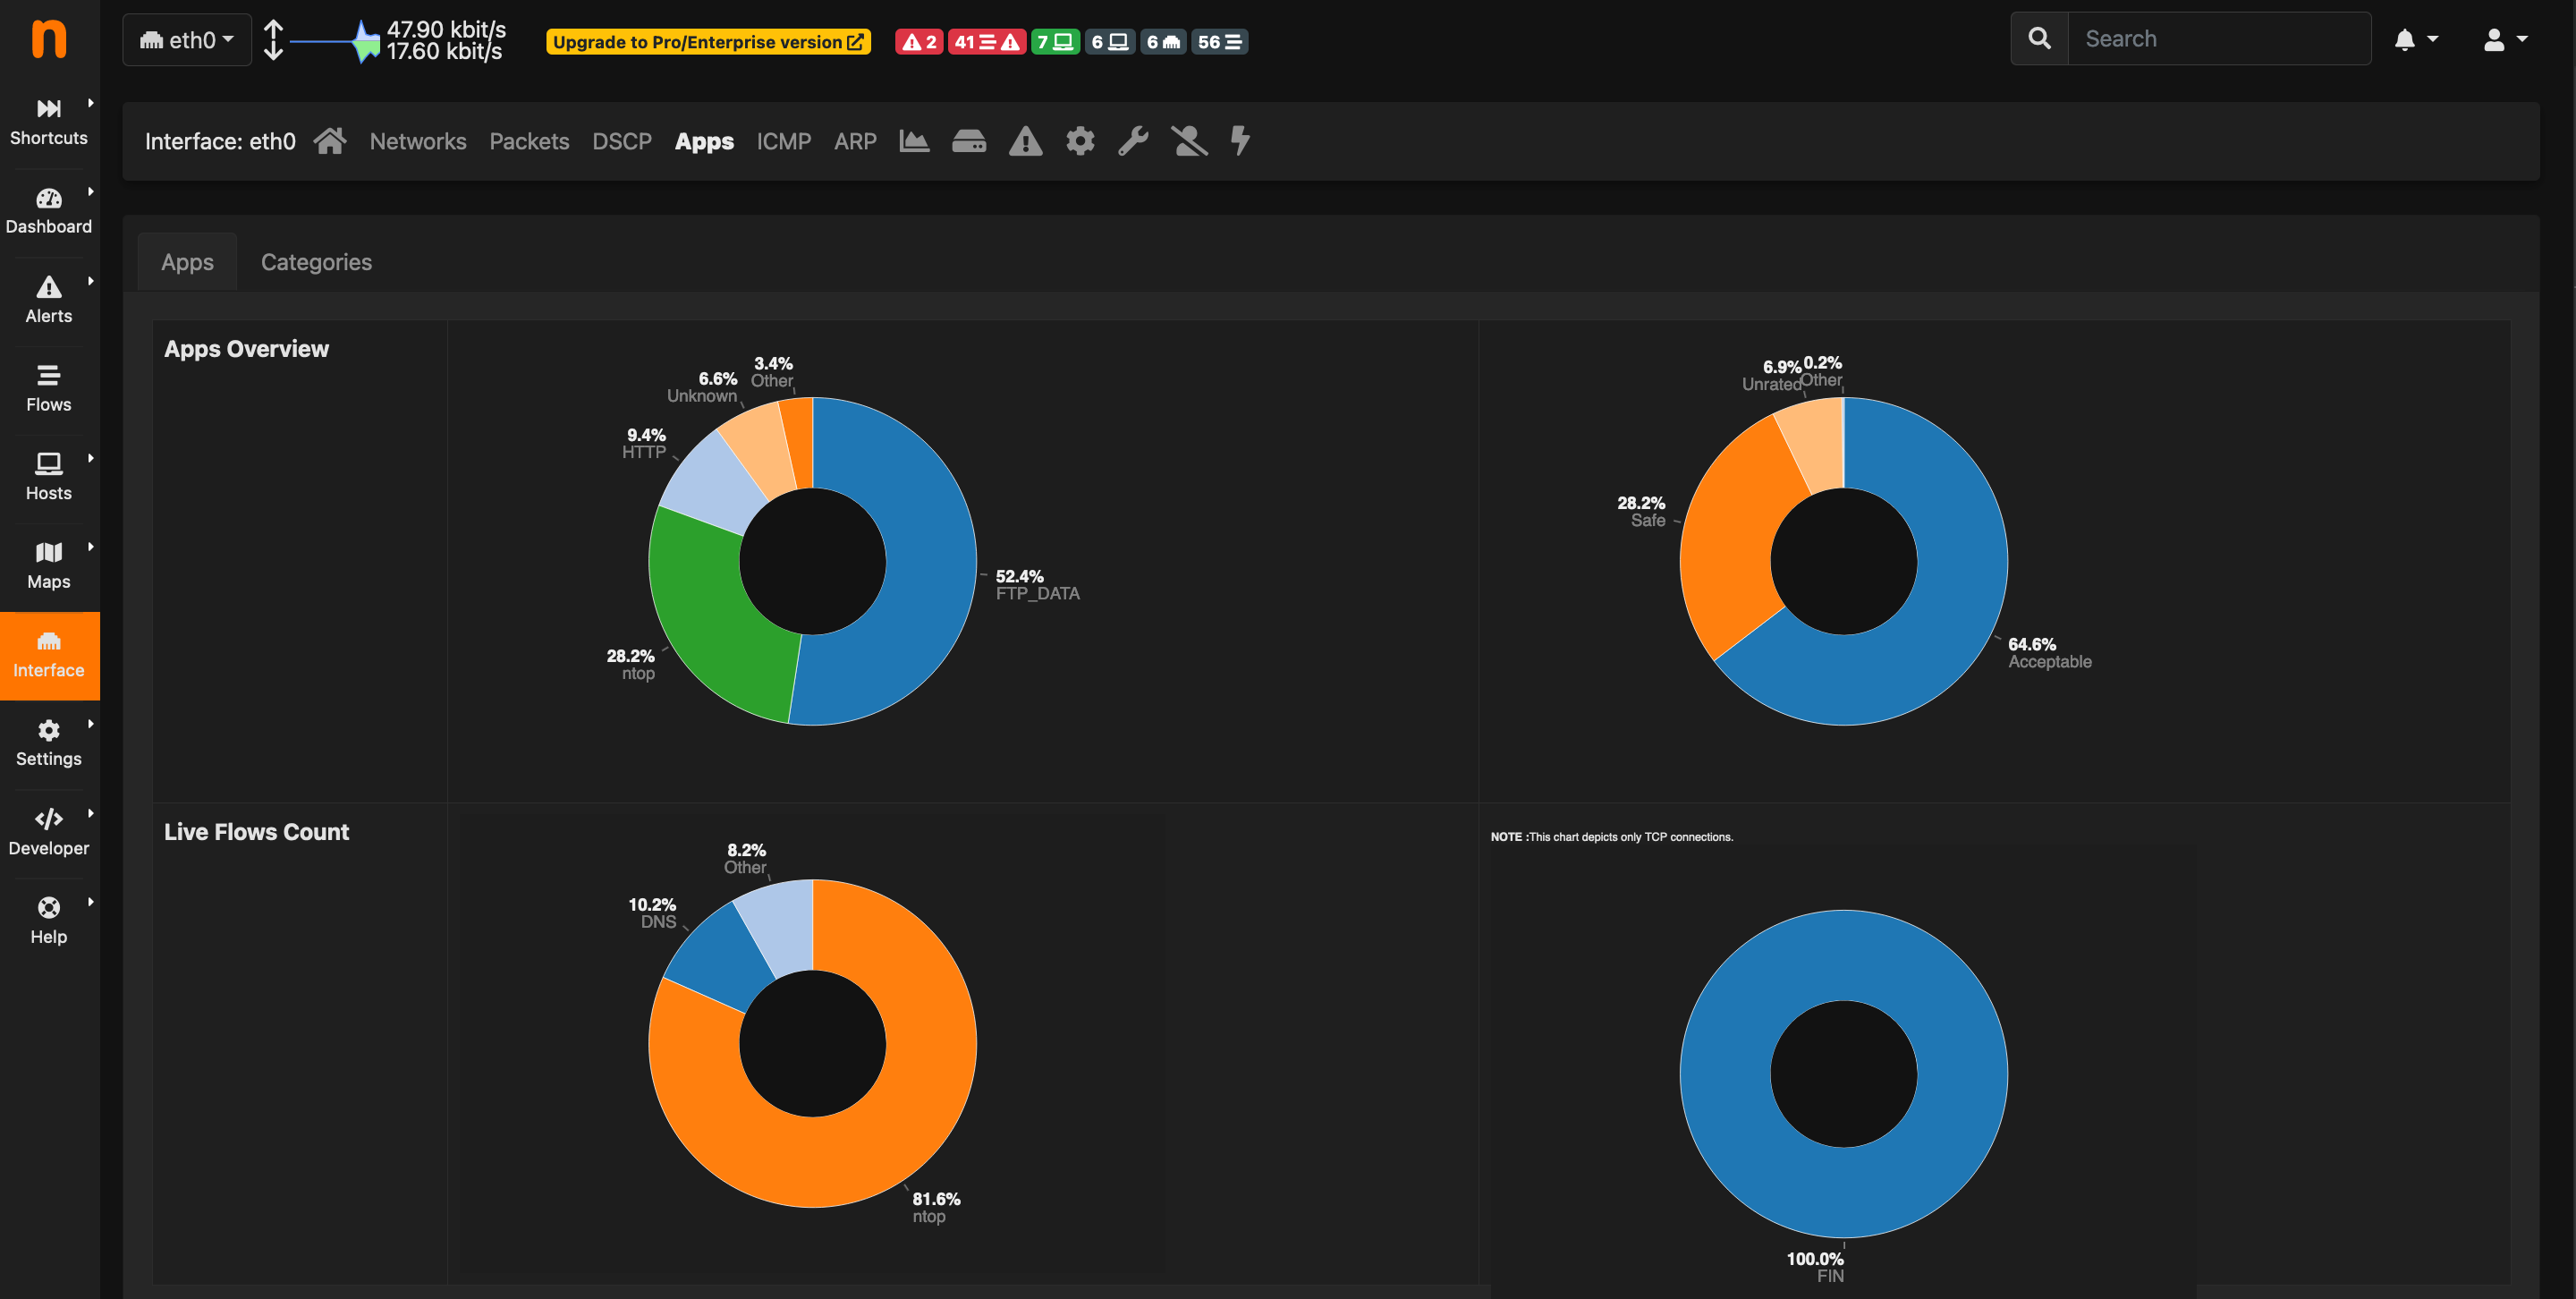 n
eth0
47.90 kbit/s
17.60 kbit/s
Upgrade to Pro/Enterprise version
2
41
7
6
6
56
Search
Shortcuts
Dashboard
Alerts
Flows
Hosts
Maps
Interface
Settings
Developer
Help
Interface: eth0
Networks
Packets
DSCP
Apps
ICMP
ARP
Apps
Categories
Apps Overview
3.4%
Other
6.6%
Unknown
9.4%
HTTP
52.4%
FTP_DATA
28.2%
ntop
6.9%
Unrated
0.2%
Other
28.2%
Safe
64.6%
Acceptable
Live Flows Count
8.2%
Other
10.2%
DNS
81.6%
ntop
NOTE :This chart depicts only TCP connections.
100.0%
FIN